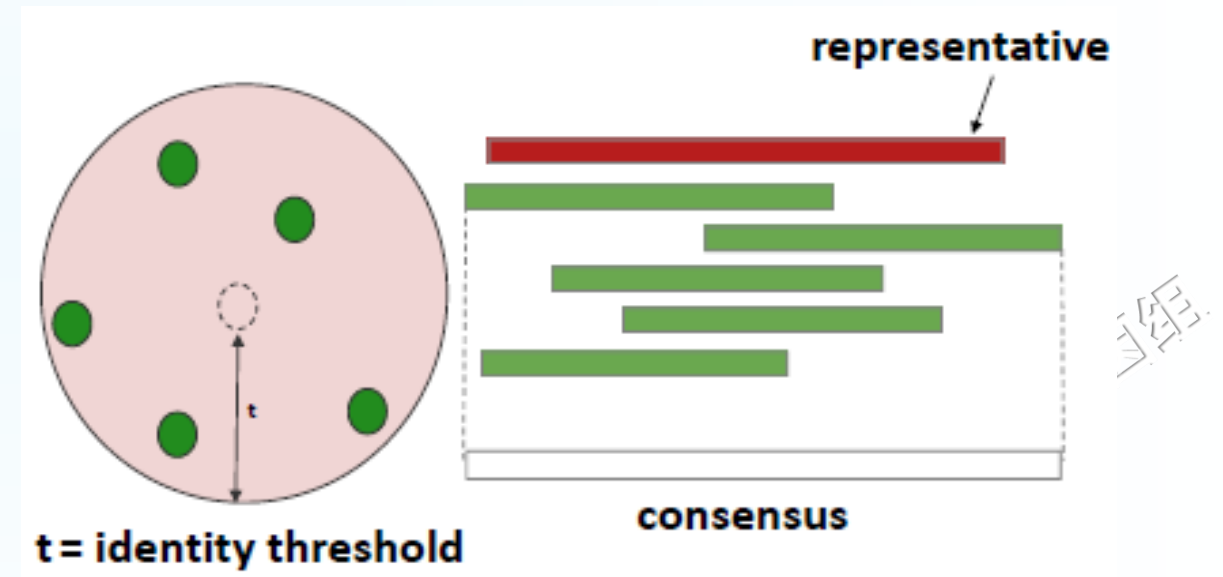 representative
t
consensus
t = identity threshold